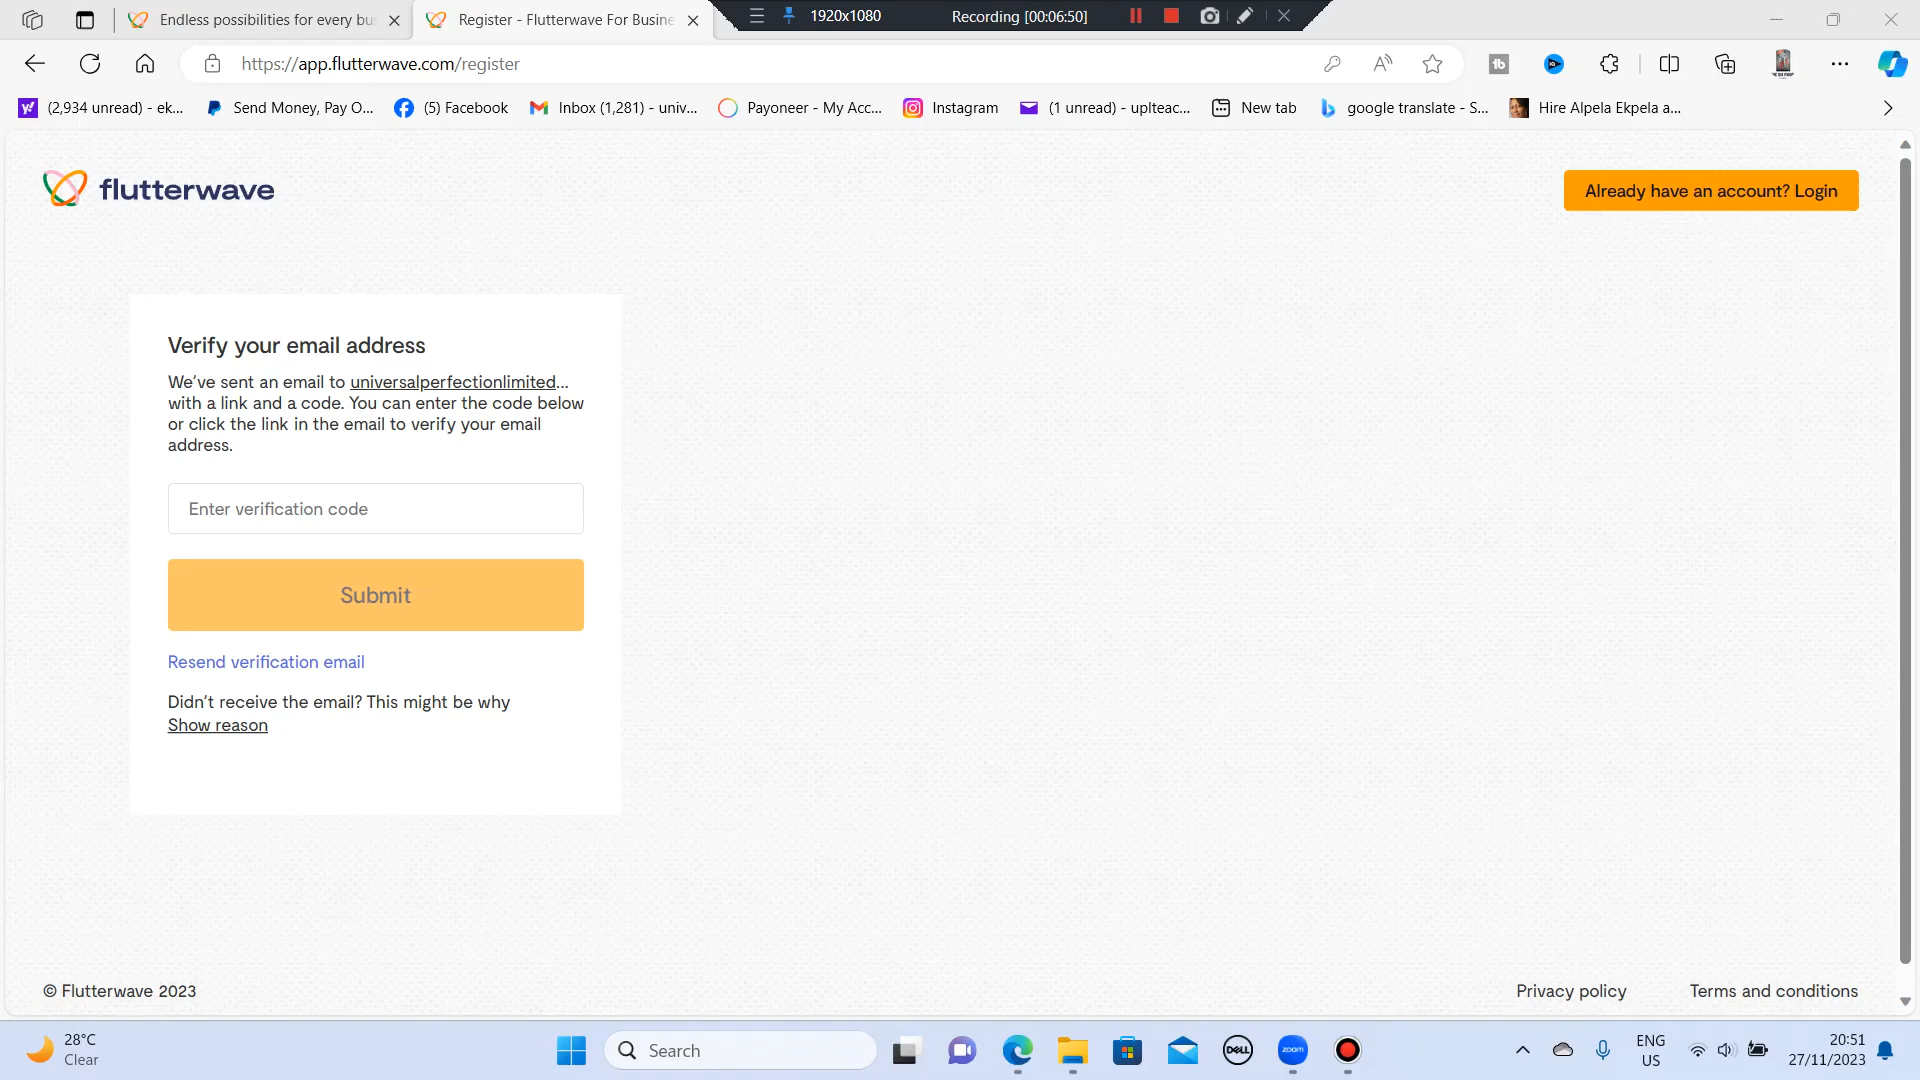 Endless possibilities for every bus
Register - Flutterwave For Busine
1920x1080
Recording [00:06:50]
https://app.flutterwave.com/register
(2,934 unread) - ek...
Send Money, Pay O...
(5) Facebook
Inbox (1,281) - univ...
Payoneer - My Acc...
Instagram
(1 unread) - uplteac...
New tab
google translate - S...
Hire Alpela Ekpela a...
flutterwave
Already have an account? Login
Verify your email address
We've sent an email to universalperfectionlimited...
with a link and a code. You can enter the code below
or click the link in the email to verify your email
address.
Enter verification code
Submit
Resend verification email
Didn't receive the email? This might be why
Show reason
© Flutterwave 2023
Privacy policy
Terms and conditions
28°C
Clear
Search
DELL
zoom
ENG
US
20:51
27/11/2023